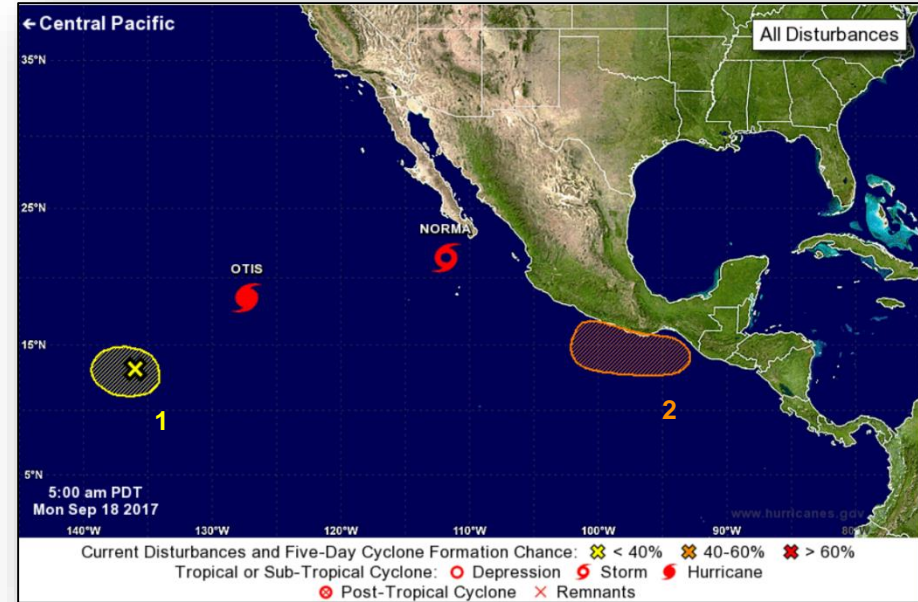 ←Central Pacific
All Disturbances
35°N
25°N
NORMA
OTIS
15°N
1
2
5°N
5:00 am PDT
Mon Sep 18 2017
www.hurricanes.gov
140°W 130°W 120°W 110°W 100°W 90°W 80°W
Current Disturbances and Five-Day Cyclone Formation Chance: < 40% 40-60% > 60%
Tropical or Sub-Tropical Cyclone: Depression Storm Hurricane
Post-Tropical Cyclone Remnants